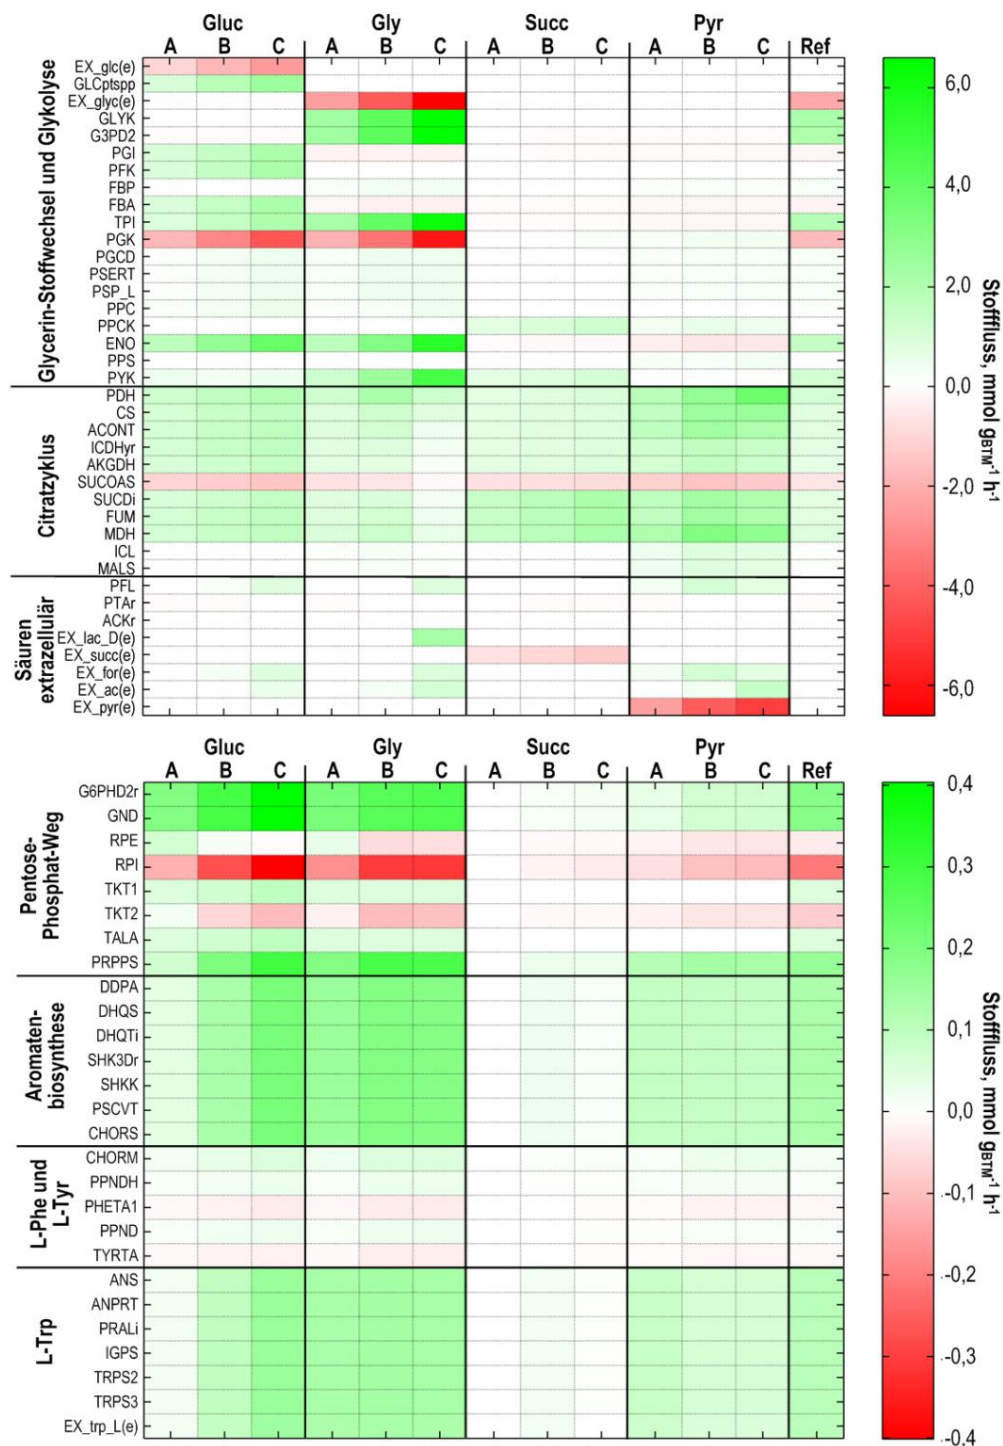 Gluc Gly Succ Pyr
A B C A B C A B C A B C Ref
Glycerin-Stoffwechsel und Glykolyse
EX_glc(e)
GLCptspp
EX_glyc(e)
GLYK
G3PD2
PGI
PFK
FBP
FBA
TPI
PGK
PGCD
PSERT
PSP_L
PPC
PPCK
ENO
PPS
PYK
Citratzyklus
PDH
CS
ACONT
ICDHyr
AKGDH
SUCOAS
SUCDi
FUM
MDH
ICL
MALS
Säuren
extrazellulär
PFL
PTAr
ACKr
EX_lac_D(e)
EX_succ(e)
EX_for(e)
EX_ac(e)
EX_pyr(e)
6,0
4,0
2,0
0,0
-2,0
-4,0
-6,0
Stofffluss, mmol gBTM-1 h-1
Gluc Gly Succ Pyr
A B C A B C A B C A B C Ref
Pentose-
Phosphat-Weg
G6PHD2r
GND
RPE
RPI
TKT1
TKT2
TALA
PRPPS
Aromaten-
biosynthese
DDPA
DHQS
DHQTi
SHK3Dr
SHKK
PSCVT
CHORS
L-Phe und
L-Tyr
CHORM
PPNDH
PHETA1
PPND
TYRTA
L-Trp
ANS
ANPRT
PRALi
IGPS
TRPS2
TRPS3
EX_trp_L(e)
0,4
0,3
0,2
0,1
0,0
-0,1
-0,2
-0,3
-0,4
Stofffluss, mmol gBTM-1 h-1